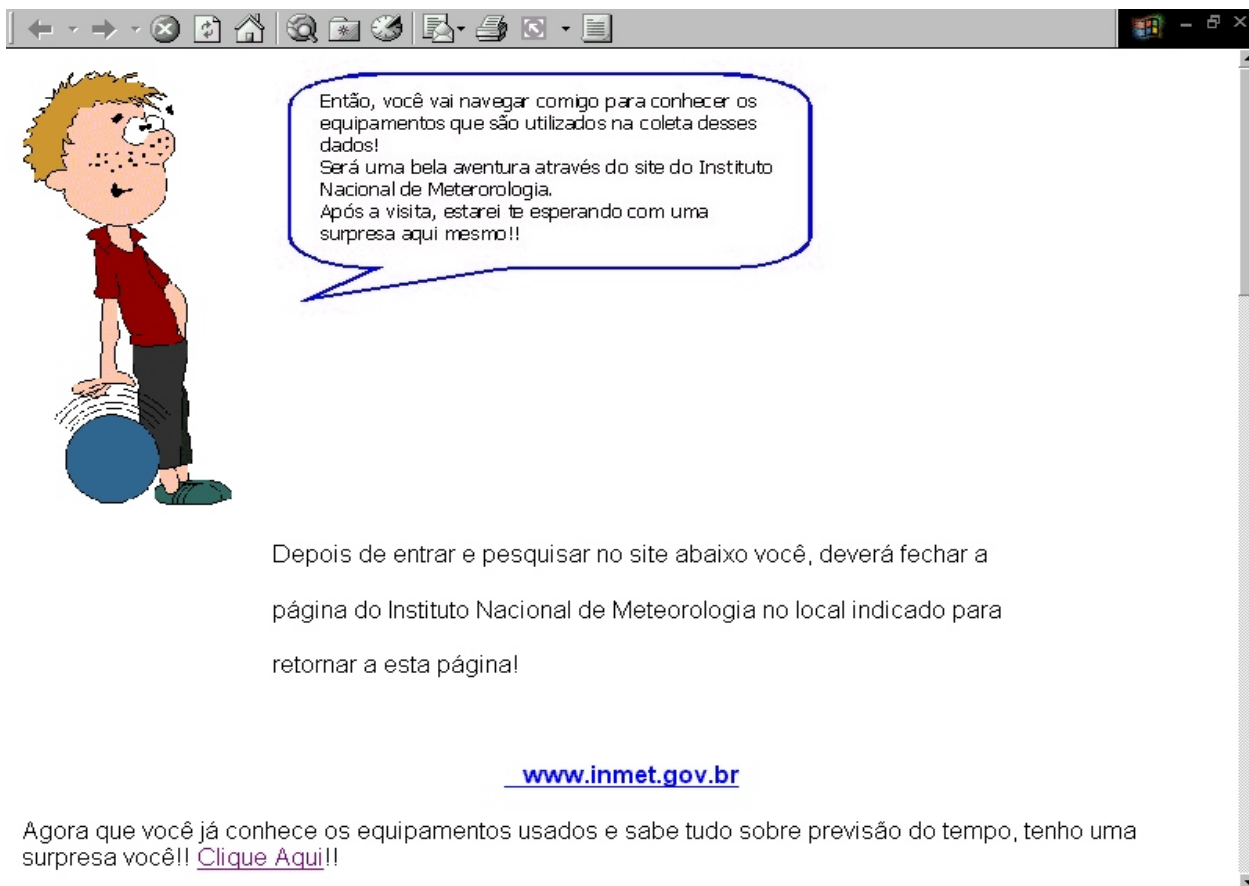 Então, você vai navegar comigo para conhecer os
equipamentos que são utilizados na coleta desses
dados!
Será uma bela aventura através do site do Instituto
Nacional de Meterorologia.
Após a visita, estarei te esperando com uma
surpresa aqui mesmo!!
Depois de entrar e pesquisar no site abaixo você, deverá fechar a
página do Instituto Nacional de Meteorologia no local indicado para
retornar a esta página!
www.inmet.gov.br
Agora que você já conhece os equipamentos usados e sabe tudo sobre previsão do tempo, tenho uma
surpresa você!! Clique Aqui!!